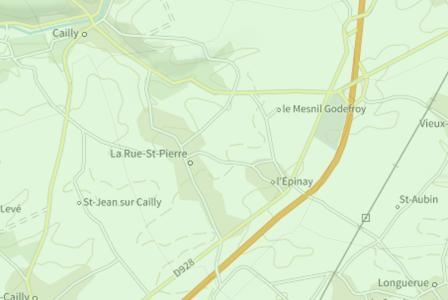 Cailly
le Mesnil Godefroy
Vieux-
La Rue-St-Pierre
l'Épinay
St-Jean sur Cailly
St-Aubin
Levé
D928
Longuerue
-Cailly